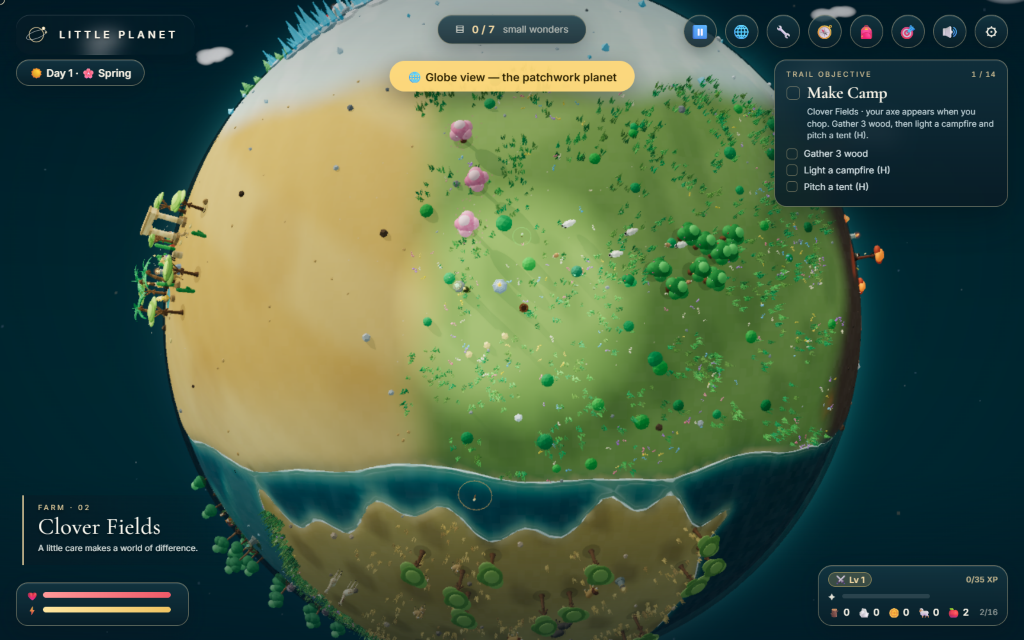 LITTLE PLANET
0 / 7 small wonders
Day 1 · Spring
Globe view — the patchwork planet
TRAIL OBJECTIVE 1 / 14
Make Camp
Clover Fields · your axe appears when you
chop. Gather 3 wood, then light a campfire and
pitch a tent (H).
Gather 3 wood
Light a campfire (H)
Pitch a tent (H)
FARM · 02
Clover Fields
A little care makes a world of difference.
Lv 1 0/35 XP
0 0 0 0 2 2/16